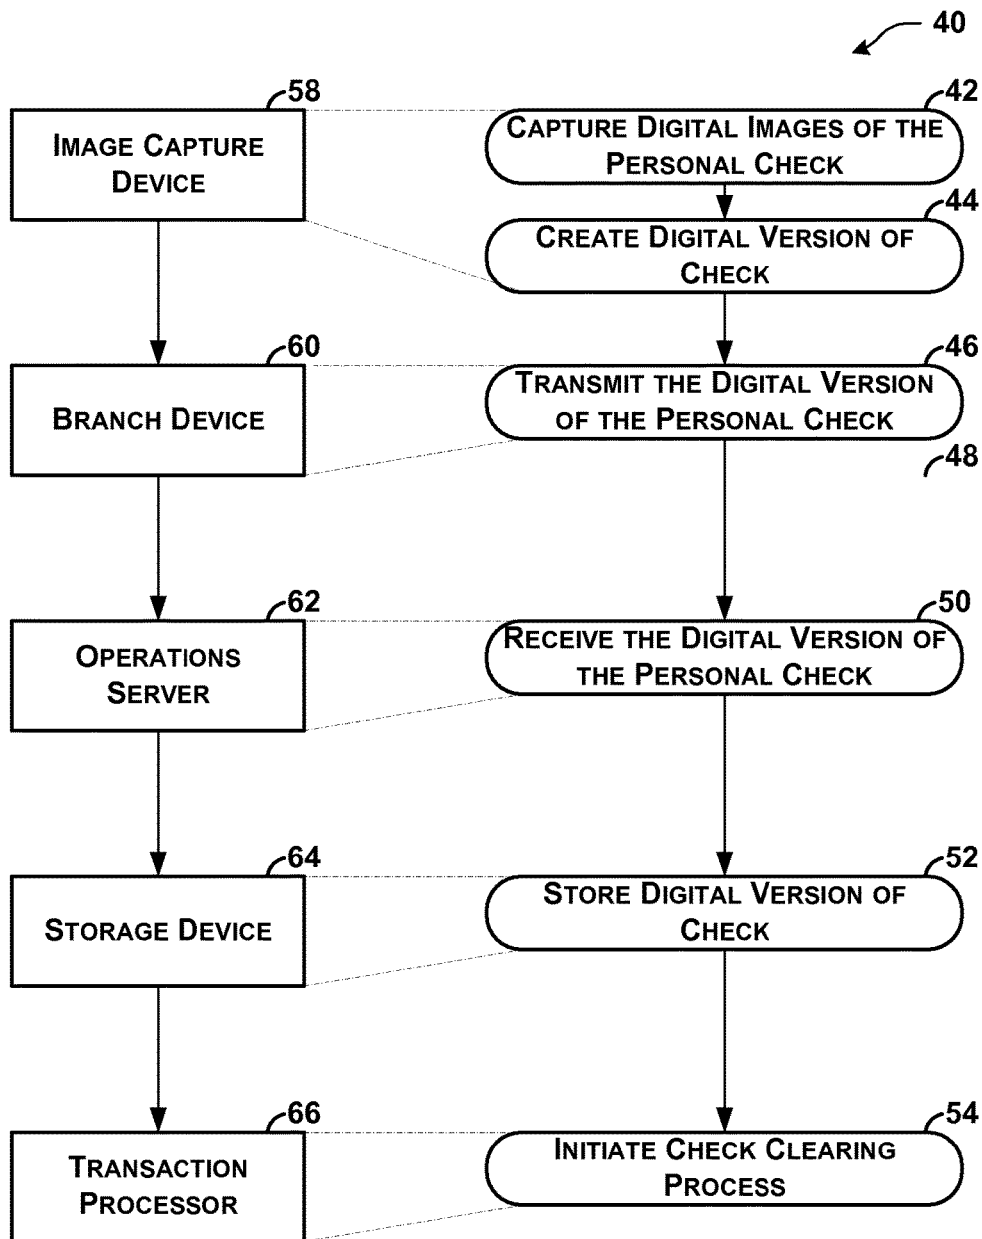 40
58
IMAGE CAPTURE
DEVICE
42
CAPTURE DIGITAL IMAGES OF THE
PERSONAL CHECK
44
CREATE DIGITAL VERSION OF
CHECK
60
BRANCH DEVICE
46
TRANSMIT THE DIGITAL VERSION
OF THE PERSONAL CHECK
48
62
OPERATIONS
SERVER
50
RECEIVE THE DIGITAL VERSION OF
THE PERSONAL CHECK
64
STORAGE DEVICE
52
STORE DIGITAL VERSION OF
CHECK
66
TRANSACTION
PROCESSOR
54
INITIATE CHECK CLEARING
PROCESS